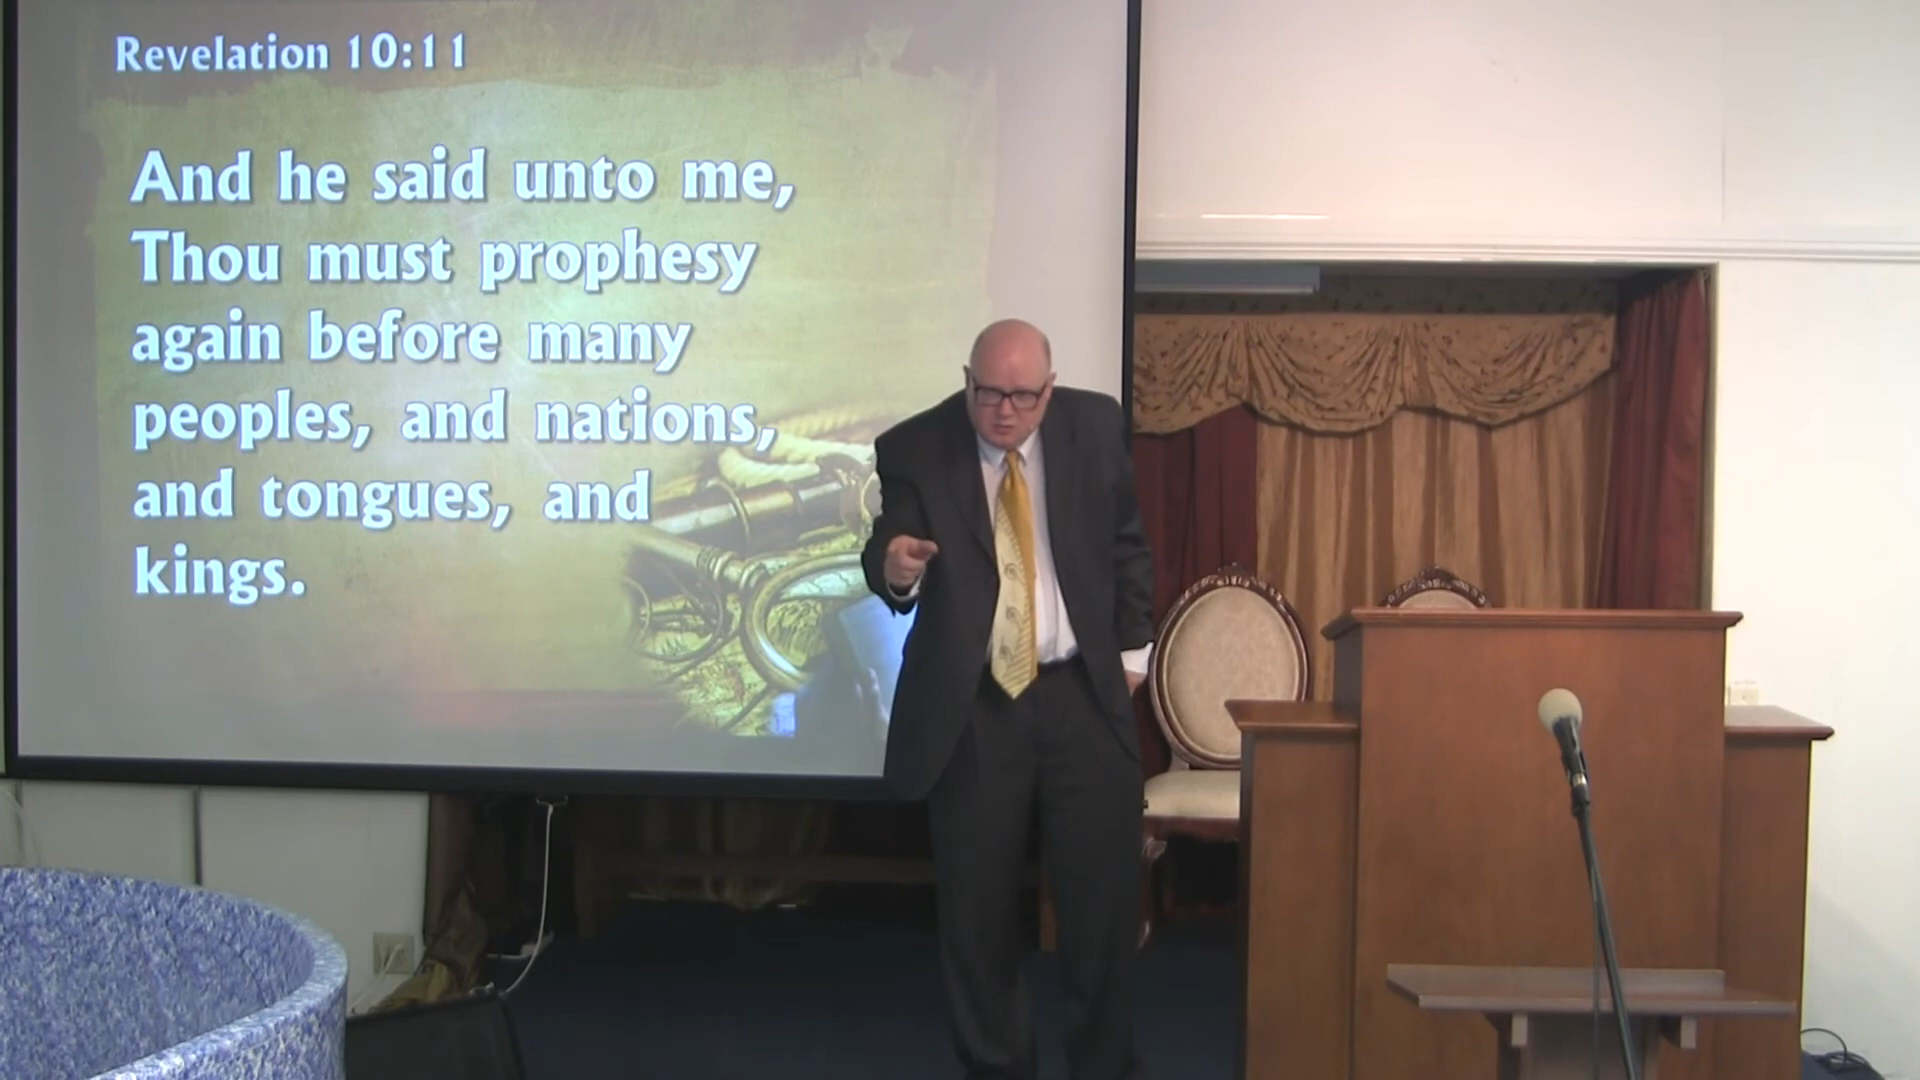 Revelation 10:11
And he said unto me,
Thou must prophesy
again before many
peoples, and nations,
and tongues, and
kings.